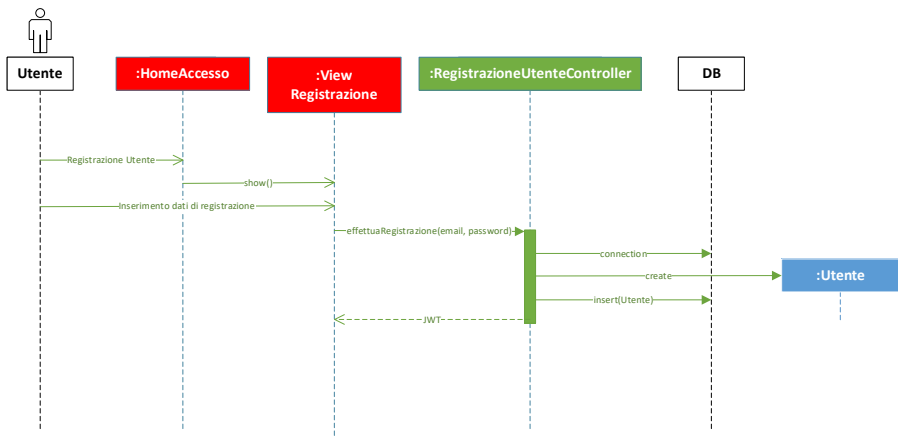 Utente
:HomeAccesso
:View
Registrazione
:RegistrazioneUtenteController
DB
Registrazione Utente
show()
Inserimento dati di registrazione
effettuaRegistrazione(email, password)
connection
create
:Utente
insert(Utente)
JWT